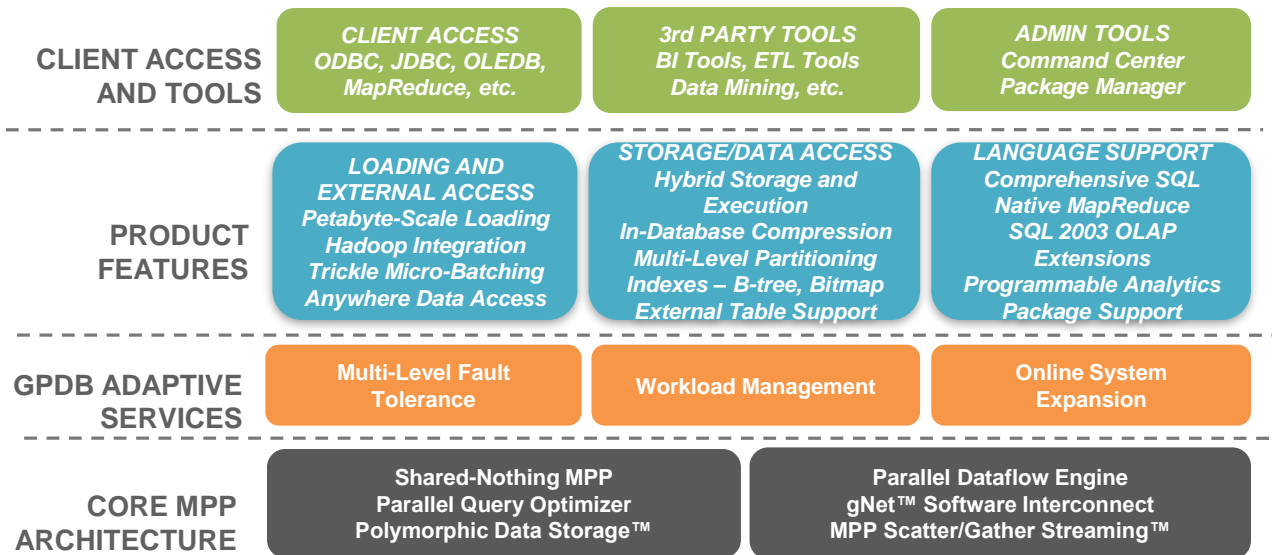 CLIENT ACCESS
AND TOOLS
CLIENT ACCESS
ODBC, JDBC, OLEDB,
MapReduce, etc.
3rd PARTY TOOLS
BI Tools, ETL Tools
Data Mining, etc.
ADMIN TOOLS
Command Center
Package Manager
PRODUCT
FEATURES
LOADING AND
EXTERNAL ACCESS
Petabyte-Scale Loading
Hadoop Integration
Trickle Micro-Batching
Anywhere Data Access
STORAGE/DATA ACCESS
Hybrid Storage and
Execution
In-Database Compression
Multi-Level Partitioning
Indexes – B-tree, Bitmap
External Table Support
LANGUAGE SUPPORT
Comprehensive SQL
Native MapReduce
SQL 2003 OLAP
Extensions
Programmable Analytics
Package Support
GPDB ADAPTIVE
SERVICES
Multi-Level Fault
Tolerance
Workload Management
Online System
Expansion
CORE MPP
ARCHITECTURE
Shared-Nothing MPP
Parallel Query Optimizer
Polymorphic Data Storage™
Parallel Dataflow Engine
gNet™ Software Interconnect
MPP Scatter/Gather Streaming™